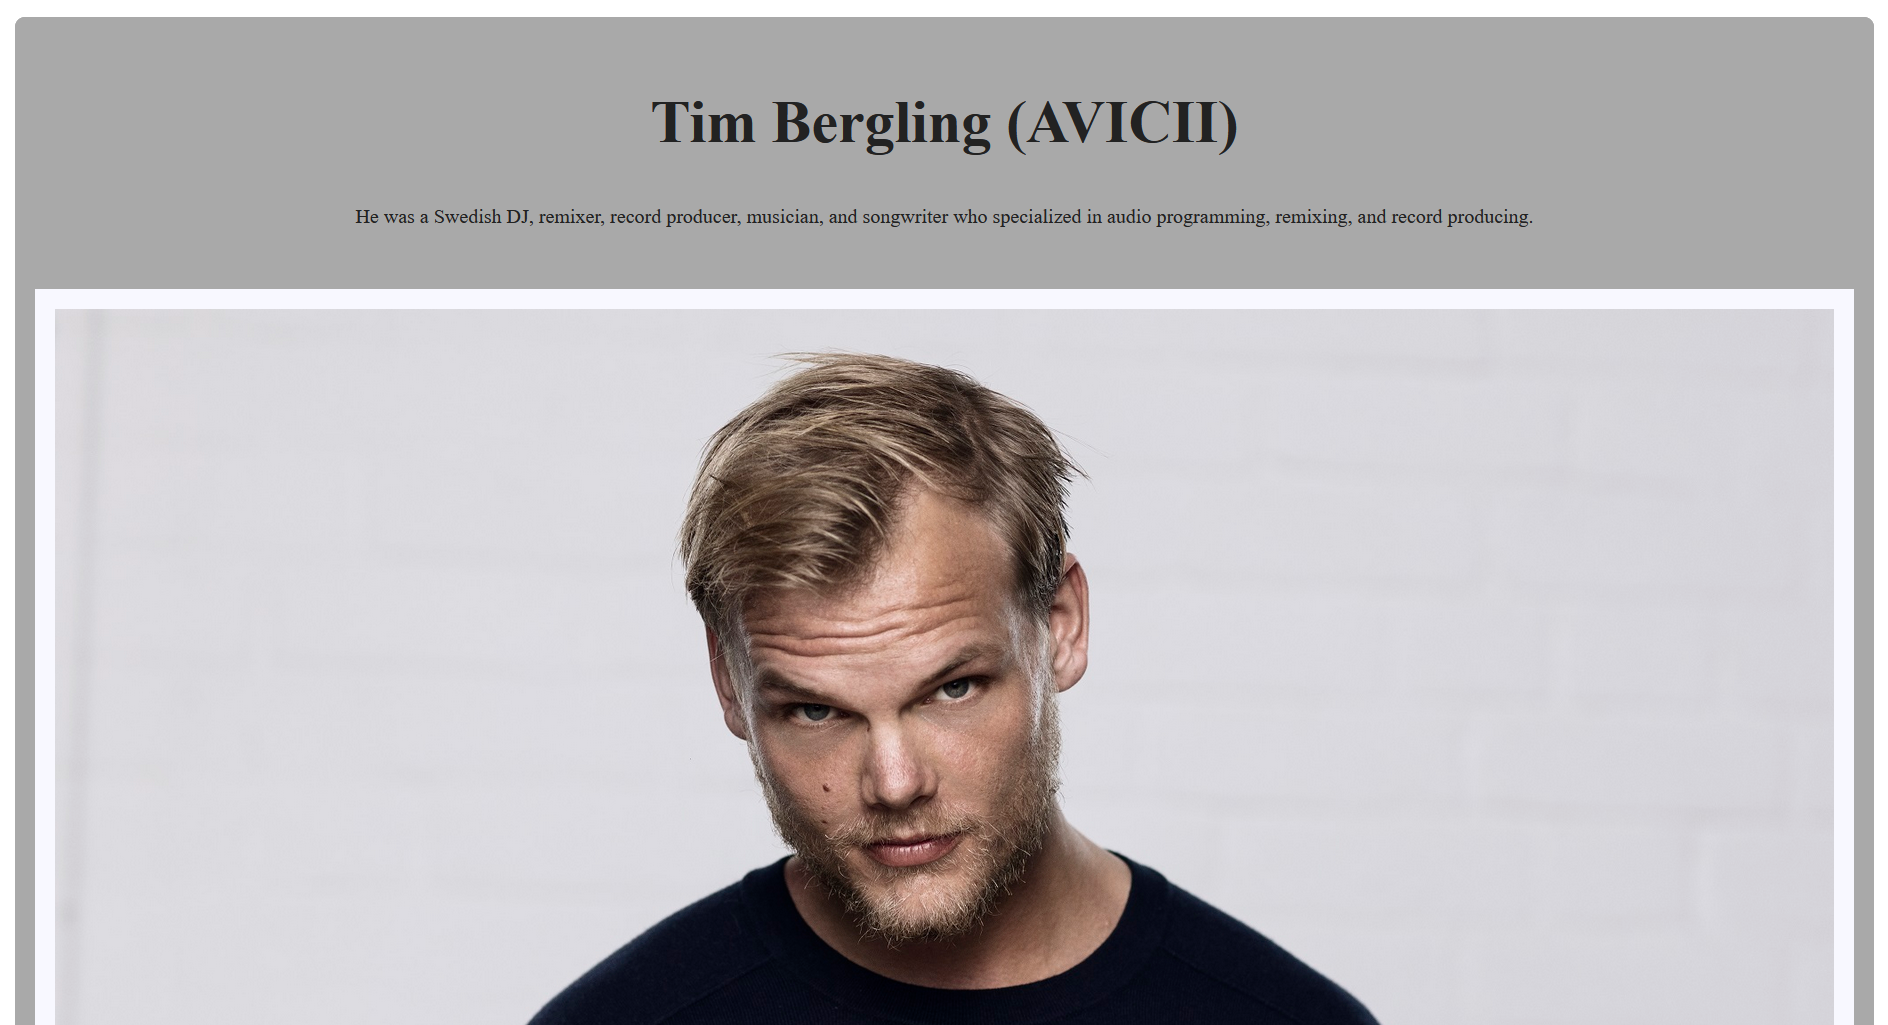 Tim Bergling (AVICII)
He was a Swedish DJ, remixer, record producer, musician, and songwriter who specialized in audio programming, remixing, and record producing.